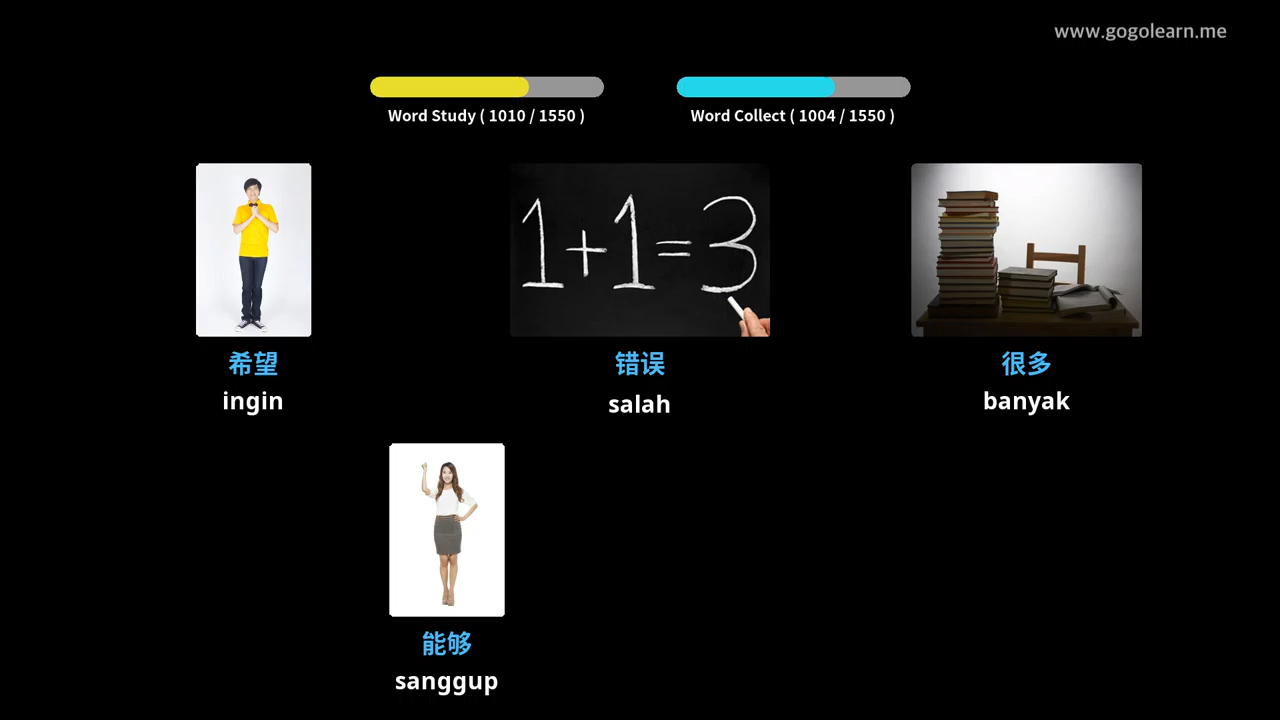 www.gogolearn.me
Word Study ( 1010 / 1550 )
Word Collect ( 1004 / 1550 )
1+1=3
希望
错误
很多
ingin
salah
banyak
能够
sanggup